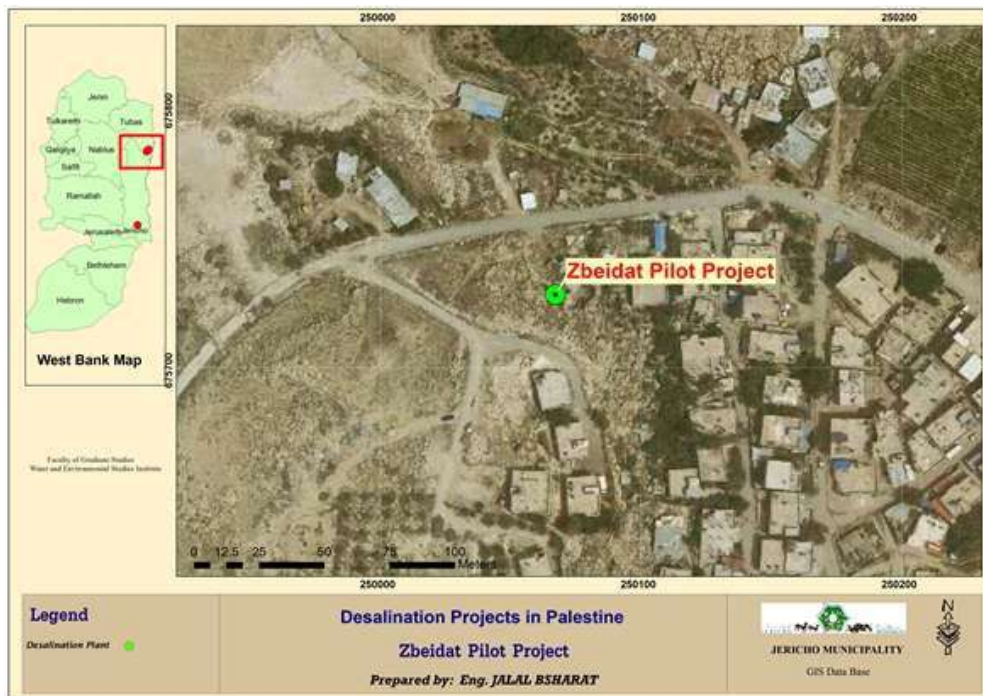 250000 250100 250200
675800
675700
Jenin
Tulkarem Tubas
Qalqilya Nablus
Salfit
Ramallah
Jerusalem
Bethlehem
Hebron
West Bank Map
Faculty of Graduate Studies
Water and Environmental Studies Institute
Zbeidat Pilot Project
0 12.5 25 50 75 100
Meters
250000 250100 250200
Legend
Desalination Plant
Desalination Projects in Palestine
Zbeidat Pilot Project
Prepared by: Eng. JALAL BSHARAT
JERICHO MUNICIPALITY
GIS Data Base
N